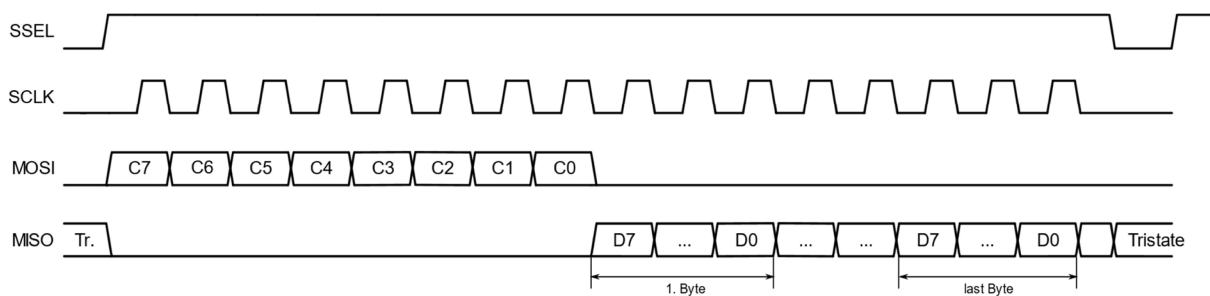 SSEL
SCLK
MOSI C7 C6 C5 C4 C3 C2 C1 C0
MISO Tr. D7 ... D0 ... ... D7 ... D0 Tristate
1. Byte last Byte